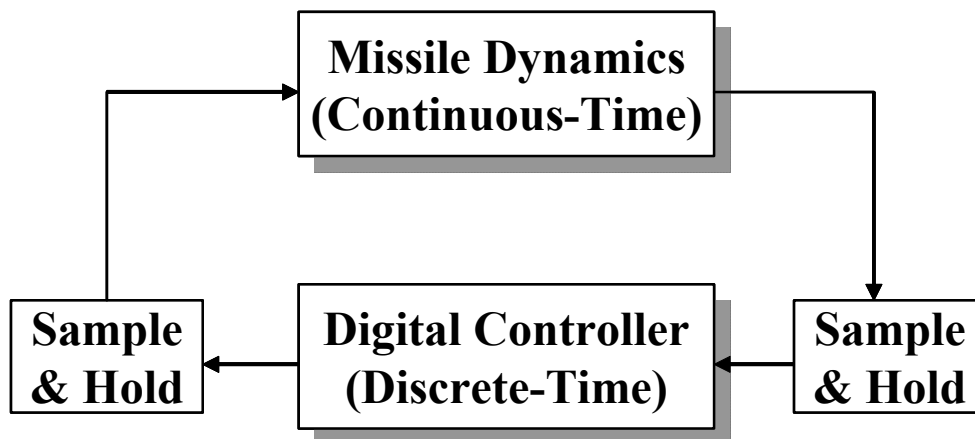 Missile Dynamics
(Continuous-Time)
Sample
& Hold
Digital Controller
(Discrete-Time)
Sample
& Hold